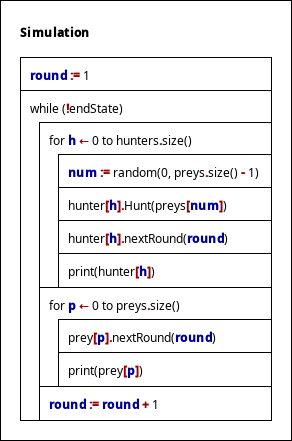 Simulation
round := 1
while (!endState)
for h ← 0 to hunters.size()
num := random(0, preys.size() - 1)
hunter[h].Hunt(preys[num])
hunter[h].nextRound(round)
print(hunter[h])
for p ← 0 to preys.size()
prey[p].nextRound(round)
print(prey[p])
round := round + 1